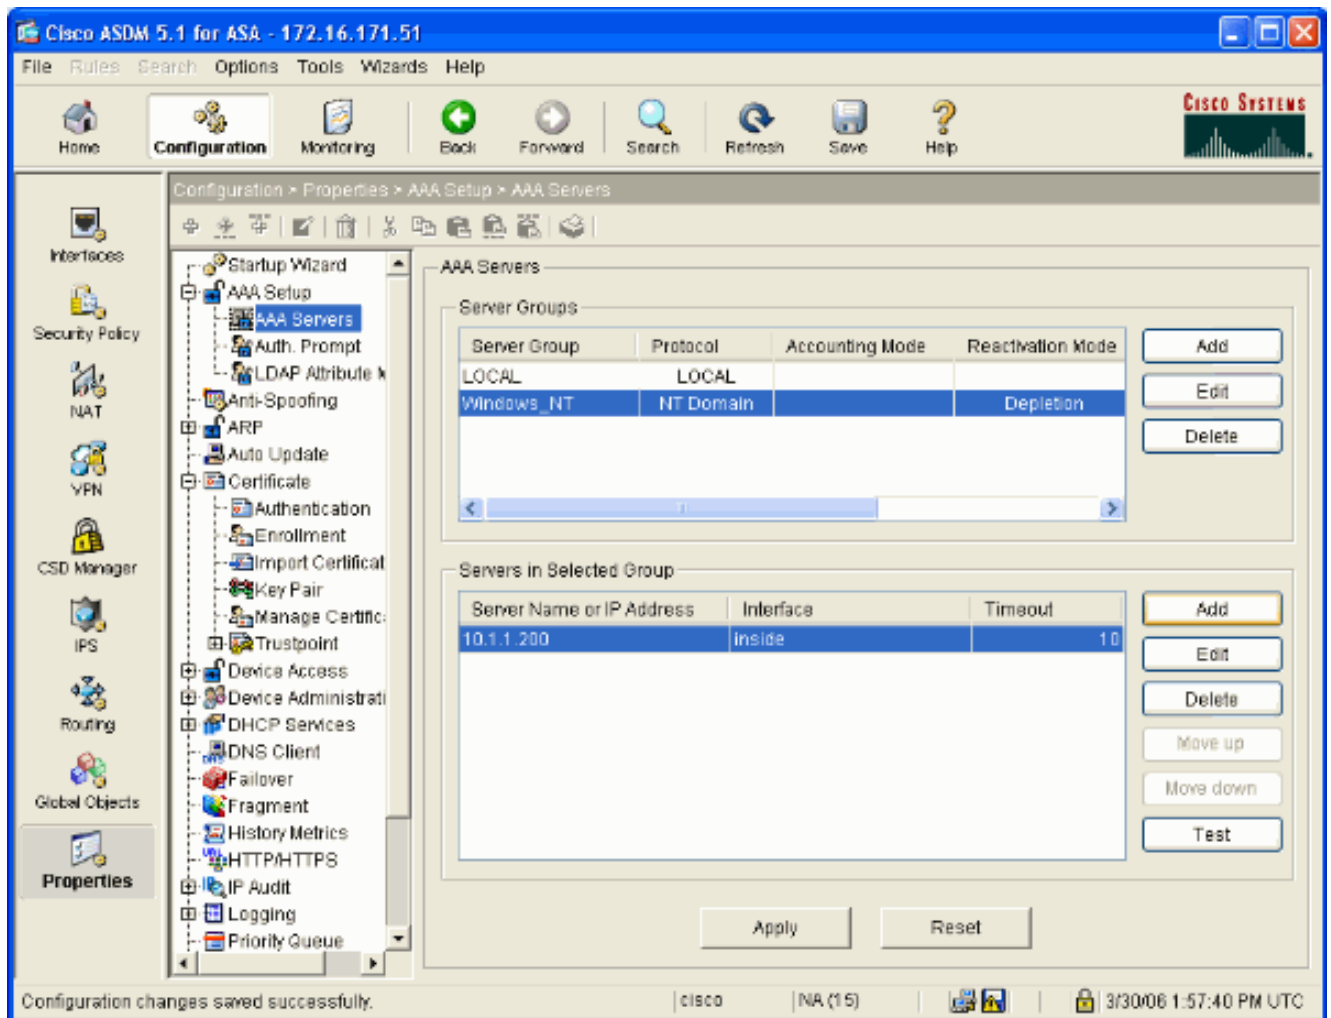 Cisco ASDM 5.1 for ASA - 172.16.171.51
File Rules Search Options Tools Wizards Help
Home Configuration Monitoring Back Forward Search Refresh Save Help
CISCO SYSTEMS
Configuration > Properties > AAA Setup > AAA Servers
Interfaces
Security Policy
NAT
VPN
CSD Manager
IPS
Routing
Global Objects
Properties
Startup Wizard
AAA Setup
AAA Servers
Auth. Prompt
LDAP Attribute M
Anti-Spoofing
ARP
Auto Update
Certificate
Authentication
Enrollment
Import Certificat
Key Pair
Manage Certific
Trustpoint
Device Access
Device Administrati
DHCP Services
DNS Client
Failover
Fragment
History Metrics
HTTP/HTTPS
IP Audit
Logging
Priority Queue
AAA Servers
Server Groups
Server Group Protocol Accounting Mode Reactivation Mode
LOCAL LOCAL
Windows_NT NT Domain Depletion
Add
Edit
Delete
Servers in Selected Group
Server Name or IP Address Interface Timeout
10.1.1.200 inside 10
Add
Edit
Delete
Move up
Move down
Test
Apply Reset
Configuration changes saved successfully. cisco NA (15) 3/30/06 1:57:40 PM UTC